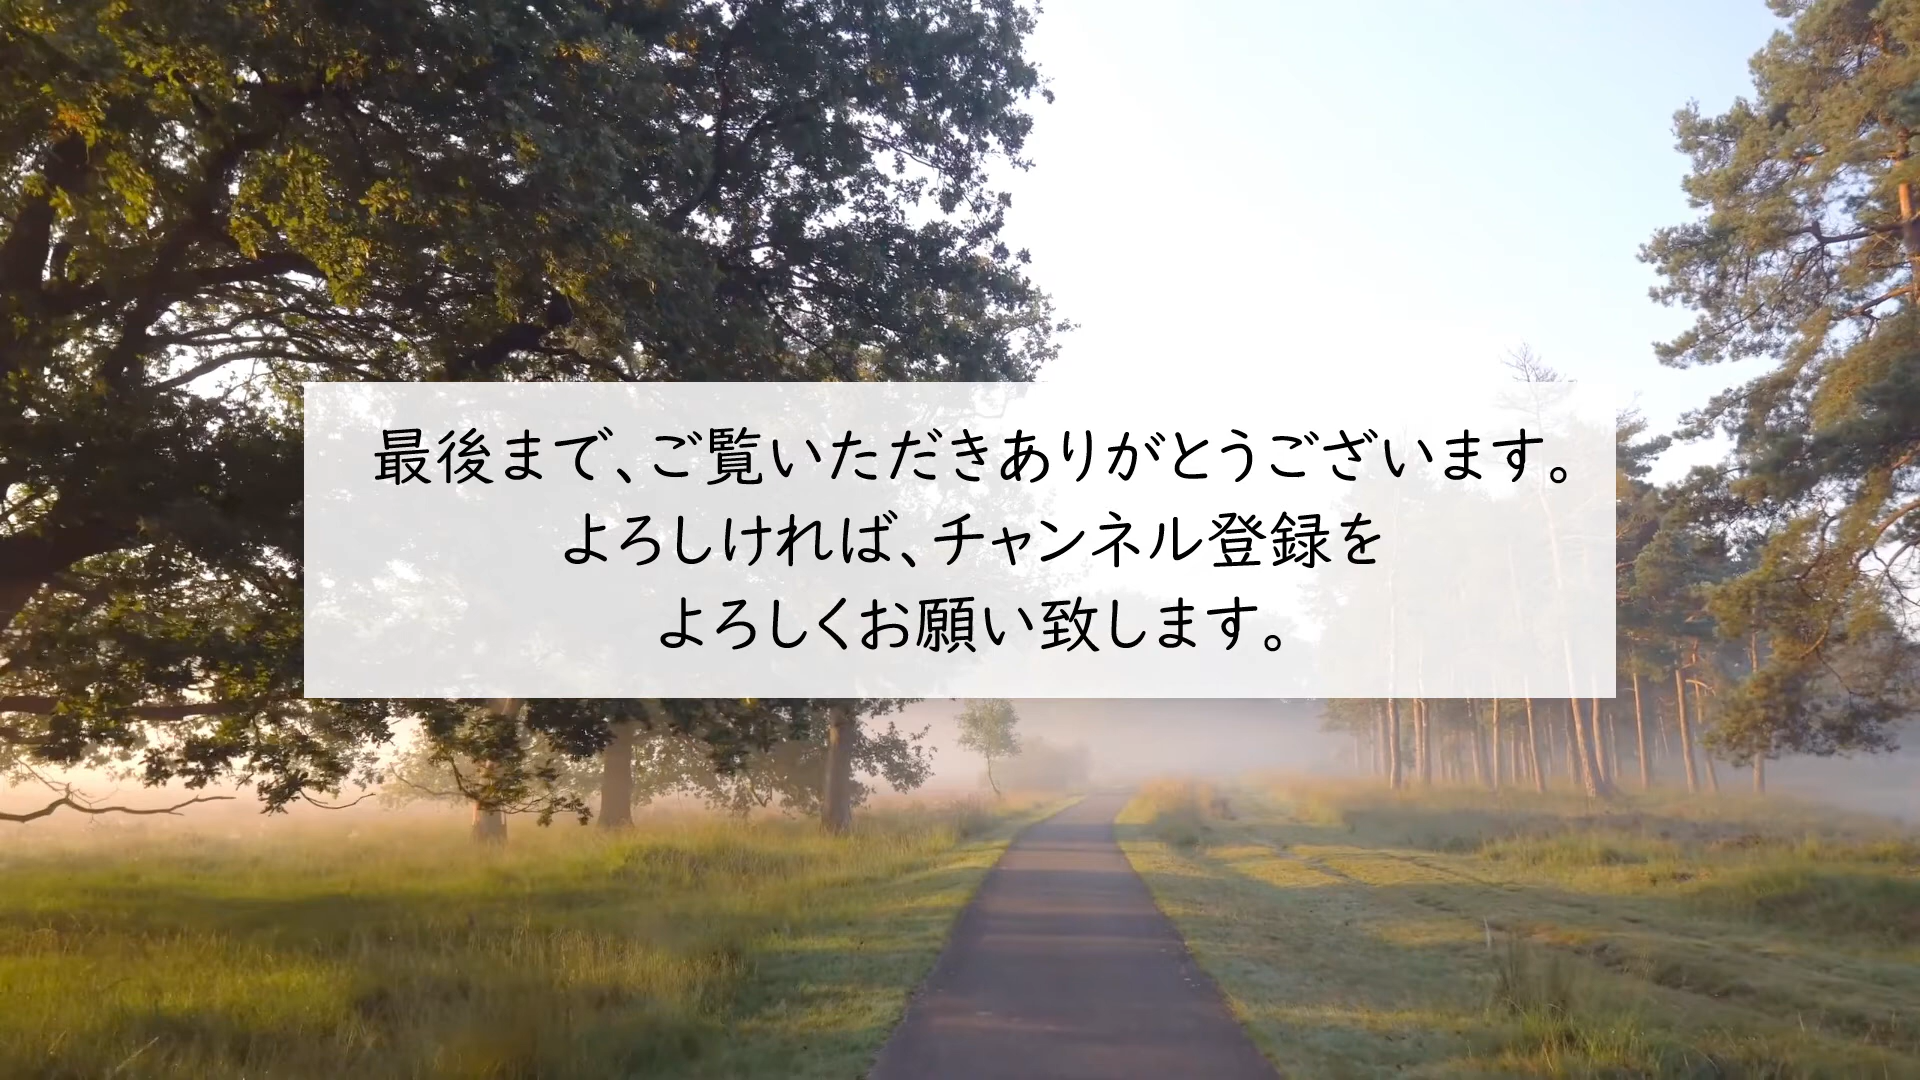 最後まで、ご覧いただきありがとうございます。
よろしければ、チャンネル登録を
よろしくお願い致します。